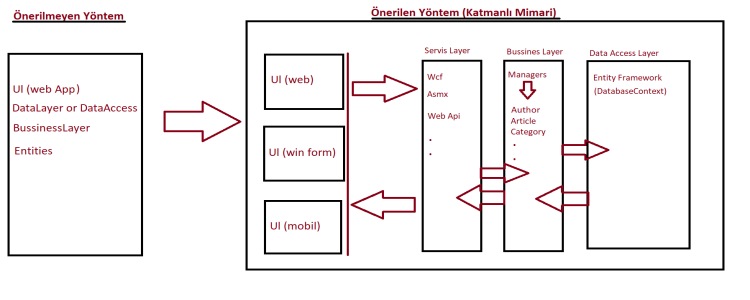 Önerilmeyen Yöntem
UI (web App)
DataLayer or DataAccess
BussinessLayer
Entities
Önerilen Yöntem (Katmanlı Mimari)
UI (web)
UI (win form)
UI (mobil)
Servis Layer
Wcf
Asmx
Web Api
.
.
Bussines Layer
Managers
Author
Article
Category
.
.
Data Access Layer
Entity Framework
(DatabaseContext)